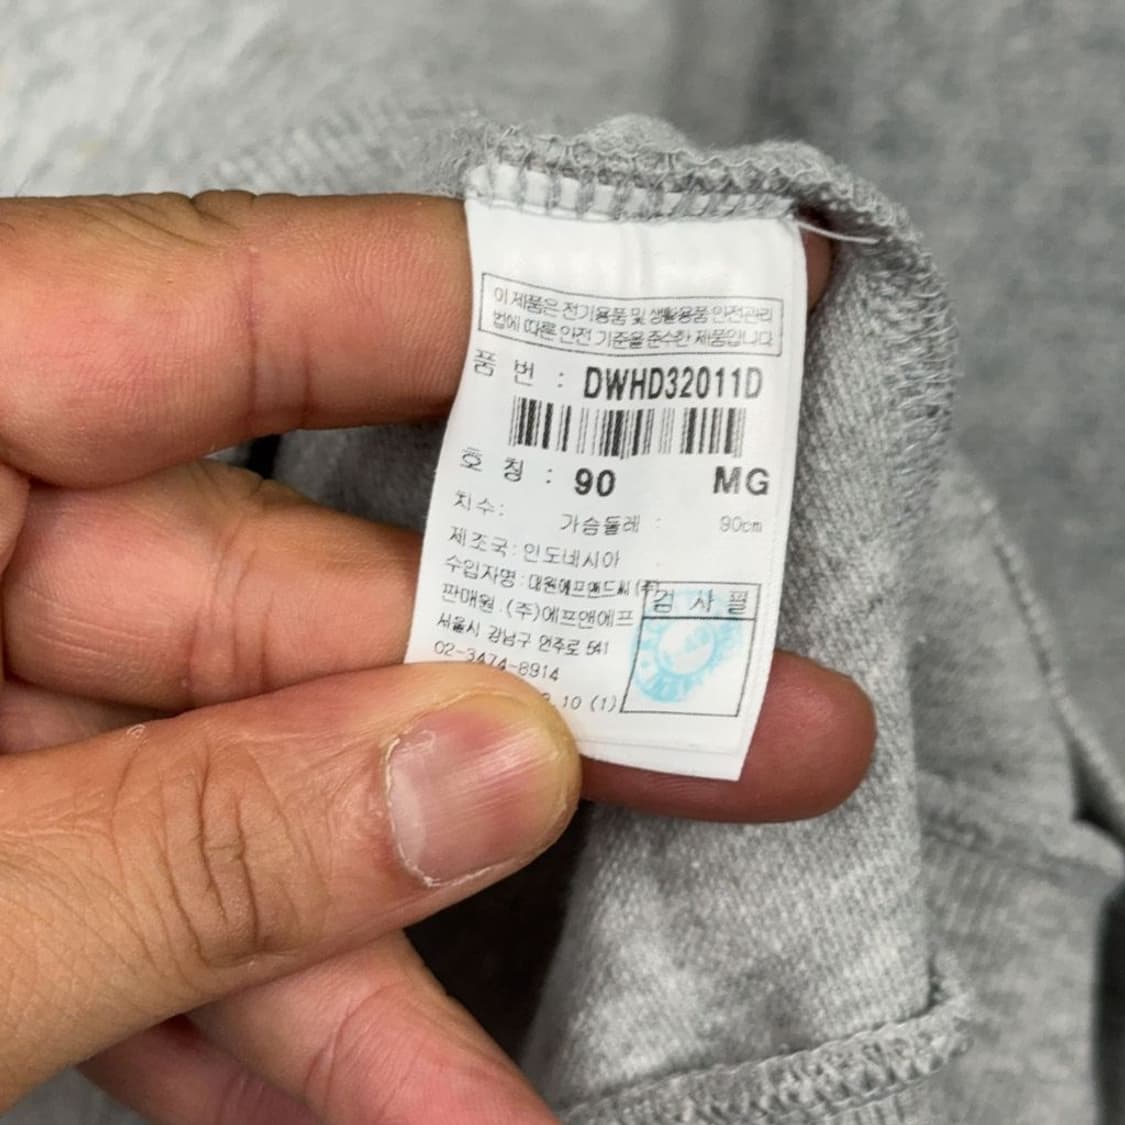 이 제품은 전기용품 및 생활용품 안전관리
법에 따른 안전 기준을 준수한 제품입니다
품 번 : DWHD32011D
호 칭 : 90 MG
치수: 가슴둘레 : 90cm
제조국: 인도네시아
수입자명: 대원에프앤드씨 (주)
판매원 .(주)에프앤에프
검 사 필
서울시 강남구 언주로 541
02-3474-8914
.10 (1)